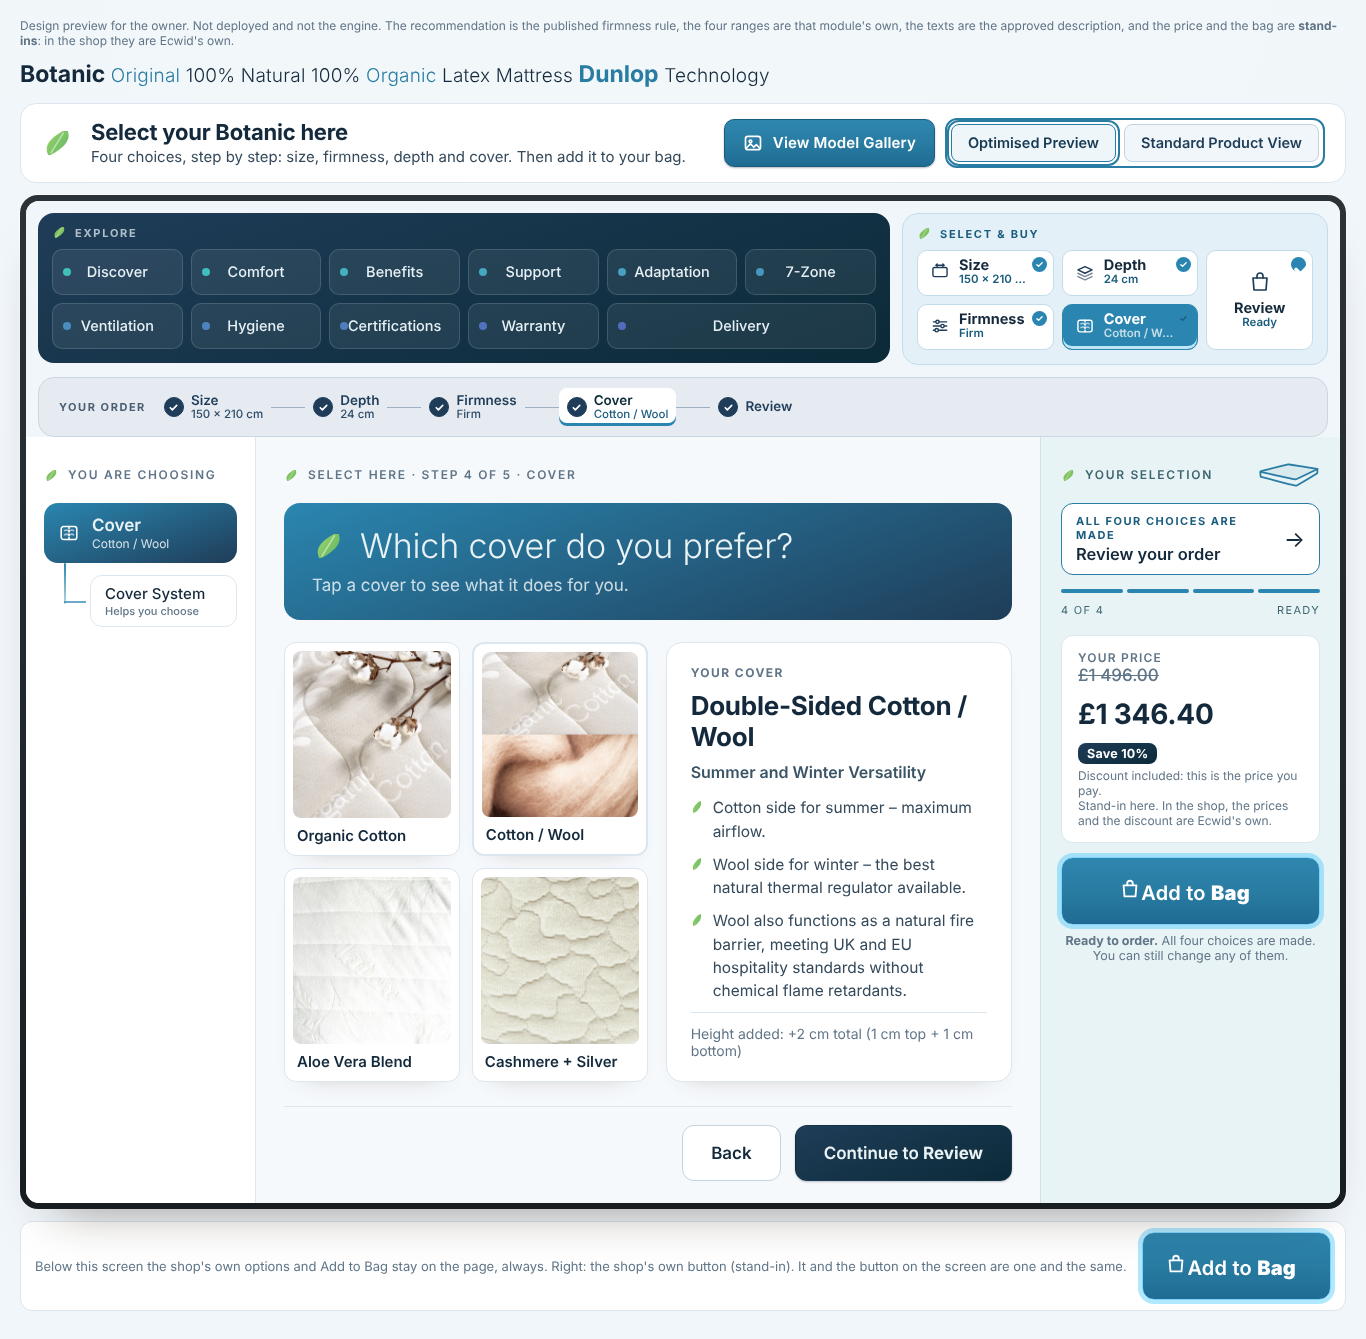 Design preview for the owner. Not deployed and not the engine. The recommendation is the published firmness rule, the four ranges are that module's own, the texts are the approved description, and the price and the bag are stand-
ins: in the shop they are Ecwid's own.
Botanic Original 100% Natural 100% Organic Latex Mattress Dunlop Technology
Select your Botanic here
Four choices, step by step: size, firmness, depth and cover. Then add it to your bag.
View Model Gallery
Optimised Preview
Standard Product View
EXPLORE
Discover
Comfort
Benefits
Support
Adaptation
7-Zone
Ventilation
Hygiene
Certifications
Warranty
Delivery
SELECT & BUY
Size
150 × 210 ...
Depth
24 cm
Firmness
Firm
Cover
Cotton / W...
Review
Ready
YOUR ORDER
Size
150 × 210 cm
Depth
24 cm
Firmness
Firm
Cover
Cotton / Wool
Review
YOU ARE CHOOSING
Cover
Cotton / Wool
Cover System
Helps you choose
SELECT HERE · STEP 4 OF 5 · COVER
Which cover do you prefer?
Tap a cover to see what it does for you.
Organic Cotton
Cotton / Wool
Aloe Vera Blend
Cashmere + Silver
YOUR COVER
Double-Sided Cotton /
Wool
Summer and Winter Versatility
Cotton side for summer – maximum
airflow.
Wool side for winter – the best
natural thermal regulator available.
Wool also functions as a natural fire
barrier, meeting UK and EU
hospitality standards without
chemical flame retardants.
Height added: +2 cm total (1 cm top + 1 cm
bottom)
Back
Continue to Review
YOUR SELECTION
ALL FOUR CHOICES ARE
MADE
Review your order
4 OF 4
READY
YOUR PRICE
£1 496.00
£1 346.40
Save 10%
Discount included: this is the price you
pay.
Stand-in here. In the shop, the prices
and the discount are Ecwid's own.
Add to Bag
Ready to order. All four choices are made.
You can still change any of them.
Below this screen the shop's own options and Add to Bag stay on the page, always. Right: the shop's own button (stand-in). It and the button on the screen are one and the same.
Add to Bag